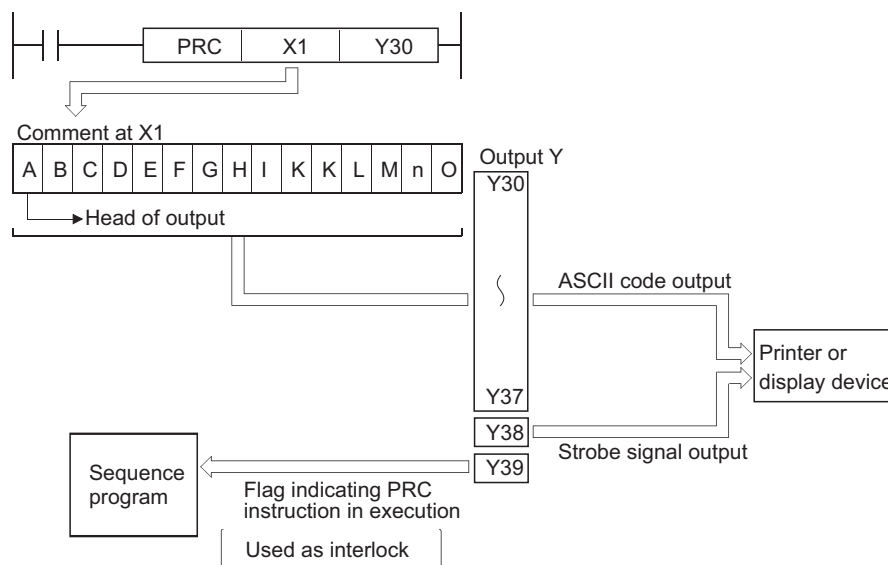 PRC X1 Y30
Comment at X1
A B C D E F G H I K K L M n O
Head of output
Output Y
Y30
ASCII code output
Printer or
display device
Y37
Y38
Strobe signal output
Y39
Sequence
program
Flag indicating PRC
instruction in execution
Used as interlock